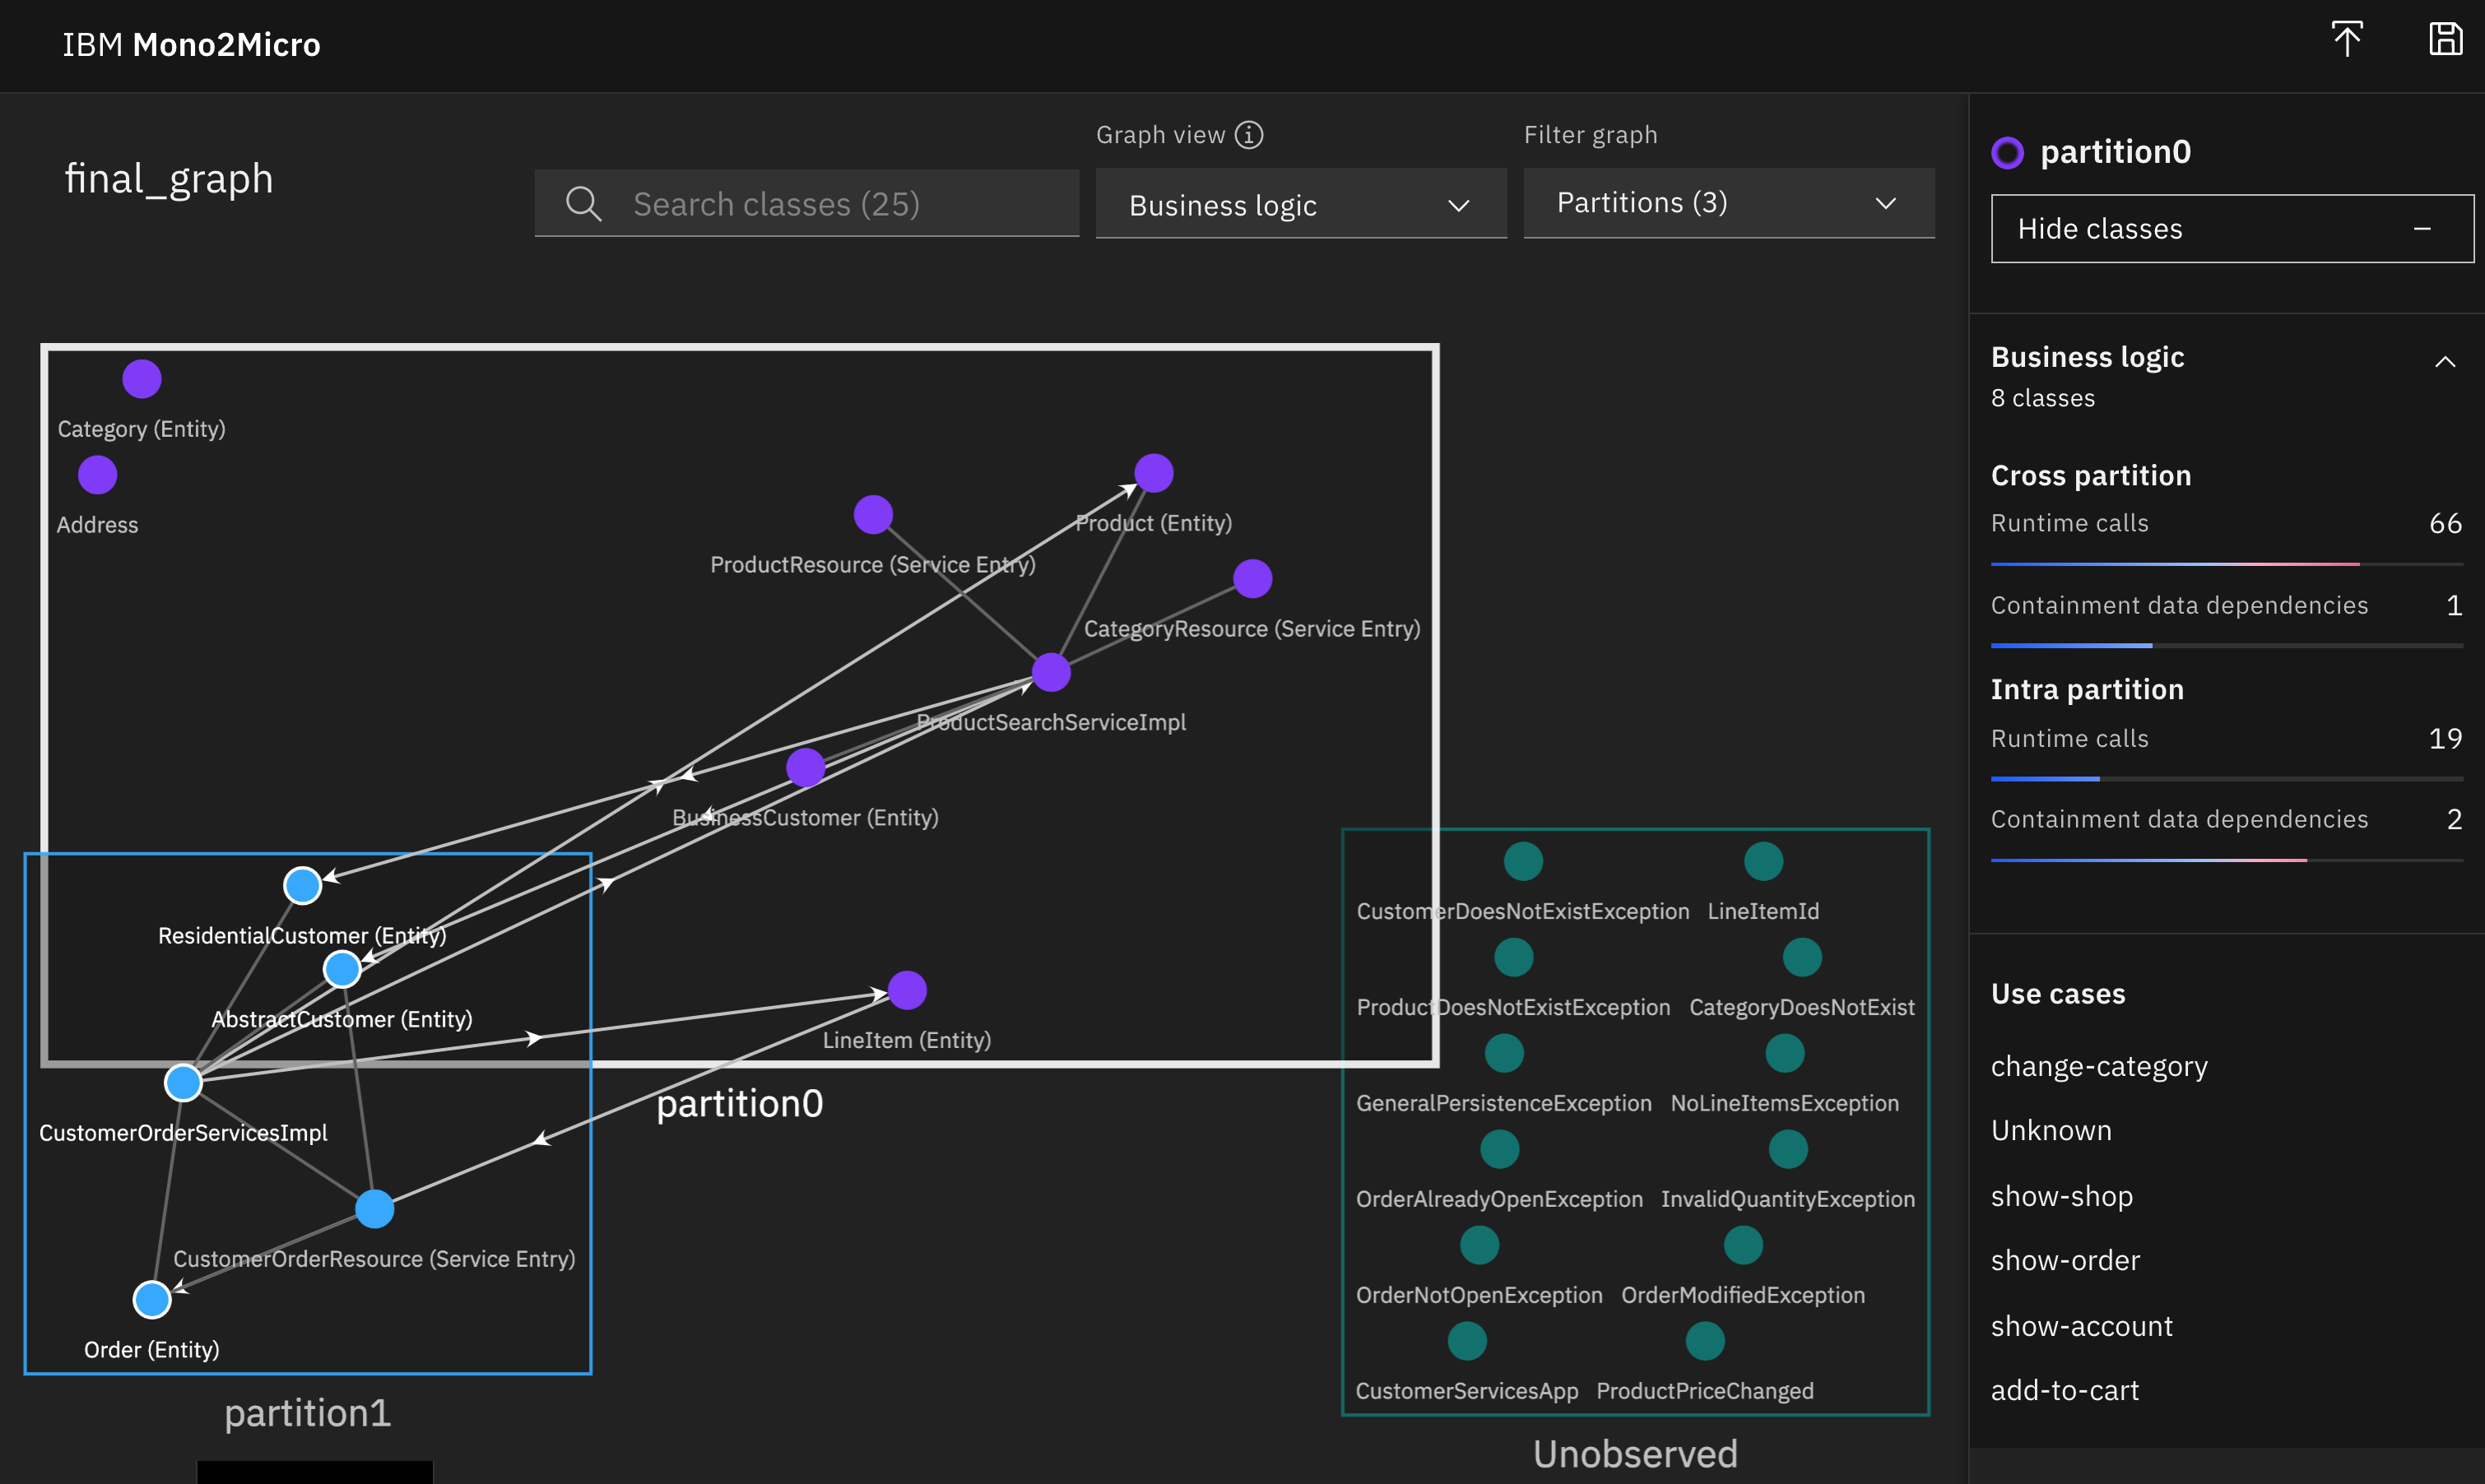 IBM Mono2Micro
final_graph
Search classes (25)
Graph view
Business logic
Filter graph
Partitions (3)
Category (Entity)
Address
Product (Entity)
ProductResource (Service Entry)
CategoryResource (Service Entry)
ProductSearchServiceImpl
BusinessCustomer (Entity)
LineItem (Entity)
partition0
ResidentialCustomer (Entity)
AbstractCustomer (Entity)
CustomerOrderServicesImpl
CustomerOrderResource (Service Entry)
Order (Entity)
partition1
CustomerDoesNotExistException LineItemId
ProductDoesNotExistException CategoryDoesNotExist
GeneralPersistenceException NoLineItemsException
OrderAlreadyOpenException InvalidQuantityException
OrderNotOpenException OrderModifiedException
CustomerServicesApp ProductPriceChanged
Unobserved
partition0
Hide classes
Business logic
8 classes
Cross partition
Runtime calls 66
Containment data dependencies 1
Intra partition
Runtime calls 19
Containment data dependencies 2
Use cases
change-category
Unknown
show-shop
show-order
show-account
add-to-cart